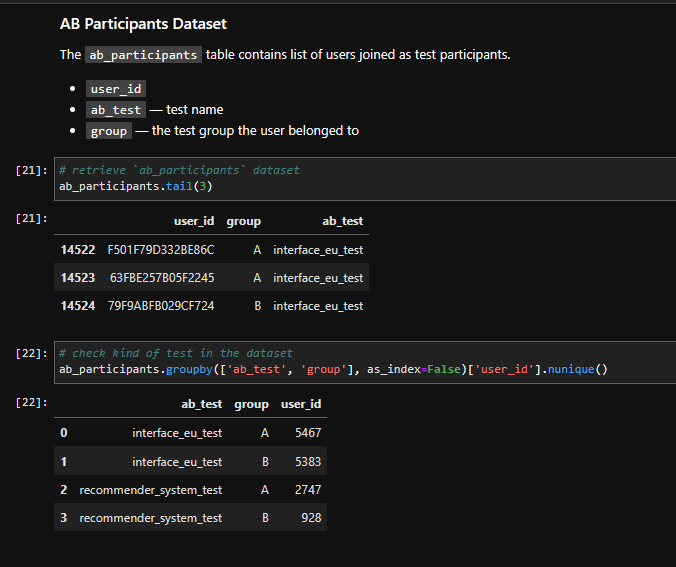 AB Participants Dataset
The ab_participants table contains list of users joined as test participants.
• user_id
• ab_test — test name
• group — the test group the user belonged to
[21]: # retrieve `ab_participants` dataset
ab_participants.tail(3)
[21]: user_id group ab_test
14522 F501F79D332BE86C A interface_eu_test
14523 63FBE257B05F2245 A interface_eu_test
14524 79F9ABFB029CF724 B interface_eu_test
[22]: # check kind of test in the dataset
ab_participants.groupby(['ab_test', 'group'], as_index=False)['user_id'].nunique()
[22]: ab_test group user_id
0 interface_eu_test A 5467
1 interface_eu_test B 5383
2 recommender_system_test A 2747
3 recommender_system_test B 928